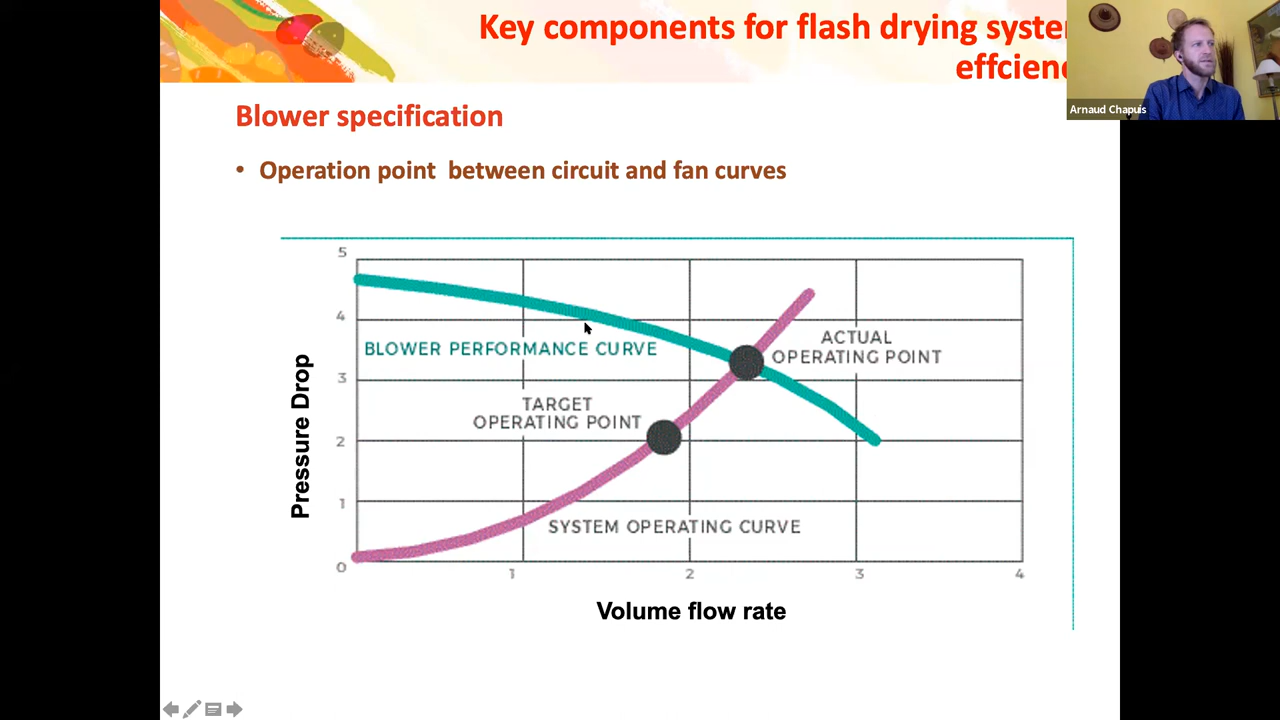 Key components for flash drying syste
effcien
Arnaud Chapuis
Blower specification
• Operation point between circuit and fan curves
5
4
3
2
1
0
Pressure Drop
BLOWER PERFORMANCE CURVE
ACTUAL
OPERATING POINT
TARGET
OPERATING POINT
SYSTEM OPERATING CURVE
1
2
3
4
Volume flow rate